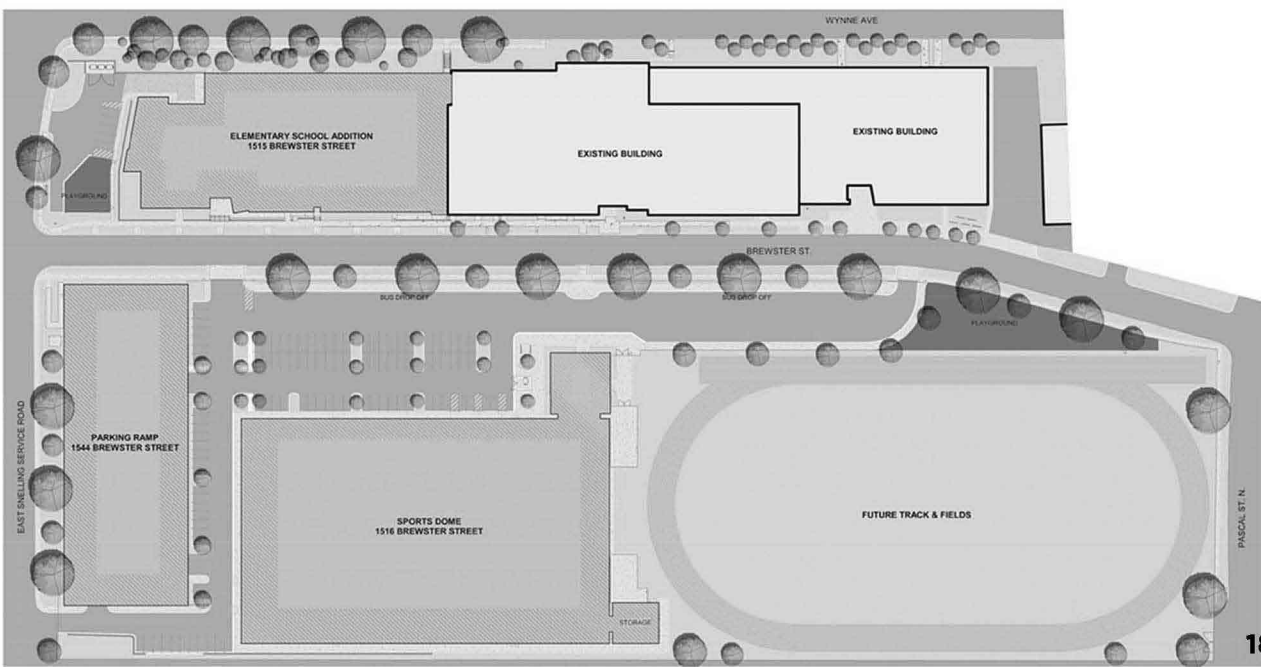 WYNNE AVE
ELEMENTARY SCHOOL ADDITION
1515 BREWSTER STREET
EXISTING BUILDING
EXISTING BUILDING
PLAYGROUND
BREWSTER ST.
BUS DROP OFF
BUS DROP OFF
PLAYGROUND
EAST SNELLING SERVICE ROAD
PARKING RAMP
1544 BREWSTER STREET
SPORTS DOME
1516 BREWSTER STREET
FUTURE TRACK & FIELDS
PASCAL ST. N.
STORAGE